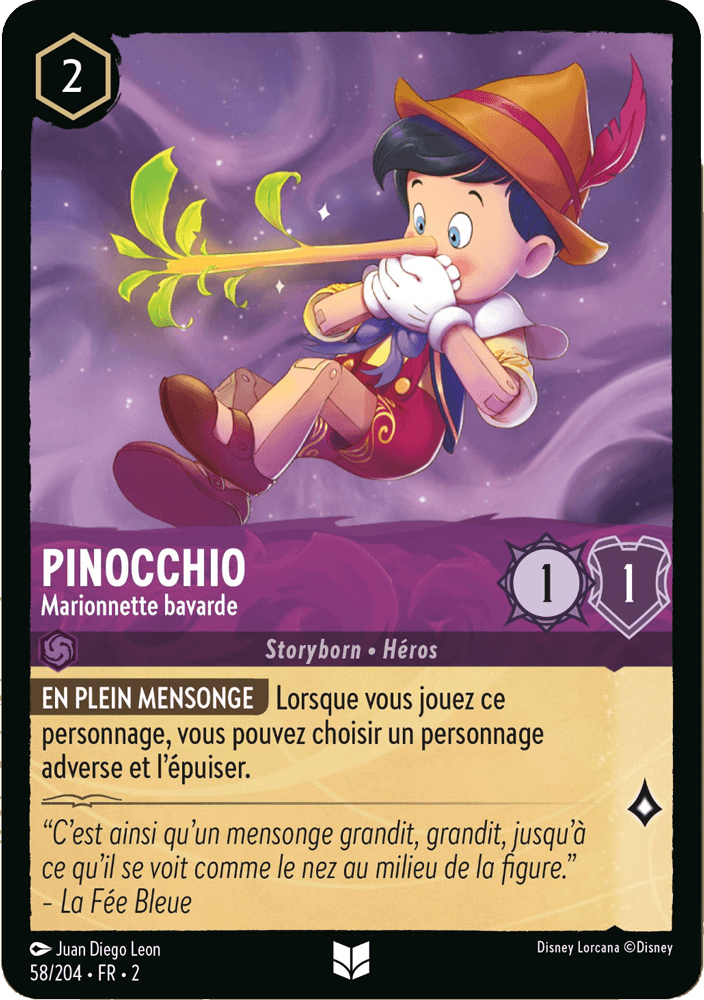 2
PINOCCHIO
Marionnette bavarde
1
1
Storyborn • Héros
EN PLEIN MENSONGE Lorsque vous jouez ce
personnage, vous pouvez choisir un personnage
adverse et l’épuiser.
“C’est ainsi qu’un mensonge grandit, grandit, jusqu’à
ce qu’il se voit comme le nez au milieu de la figure.”
- La Fée Bleue
Juan Diego Leon
Disney Lorcana ©Disney
58/204 • FR • 2